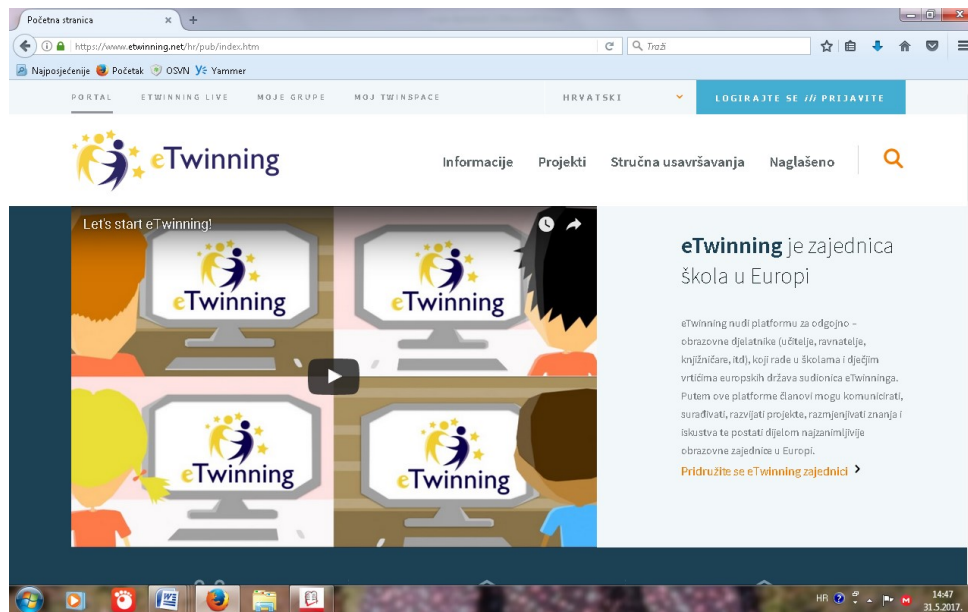 Početna stranica
https://www.etwinning.net/hr/pub/index.htm
Traži
Najposjećenije Početak OSVN Yammer
PORTAL ETWINNING LIVE MOJE GRUPE MOJ TWINSPACE HRVATSKI LOGIRAJTE SE ili PRIJAVITE
eTwinning
Informacije Projekti Stručna usavršavanja Naglašeno
Let's start eTwinning!
eTwinning
eTwinning
eTwinning
eTwinning
eTwinning je zajednica
škola u Europi
eTwinning nudi platformu za odgojno –
obrazovne djelatnike (učitelje, ravnatelje,
knjižničare, itd), koji rade u školama i dječjim
vrtićima europskih država sudionica eTwinninga.
Putem ove platforme članovi mogu komunicirati,
surađivati, razvijati projekte, razmjenjivati znanja i
iskustva te postati dijelom najzanimljivije
obrazovne zajednice u Europi.
Pridružite se eTwinning zajednici
HR
14:47
31.5.2017.